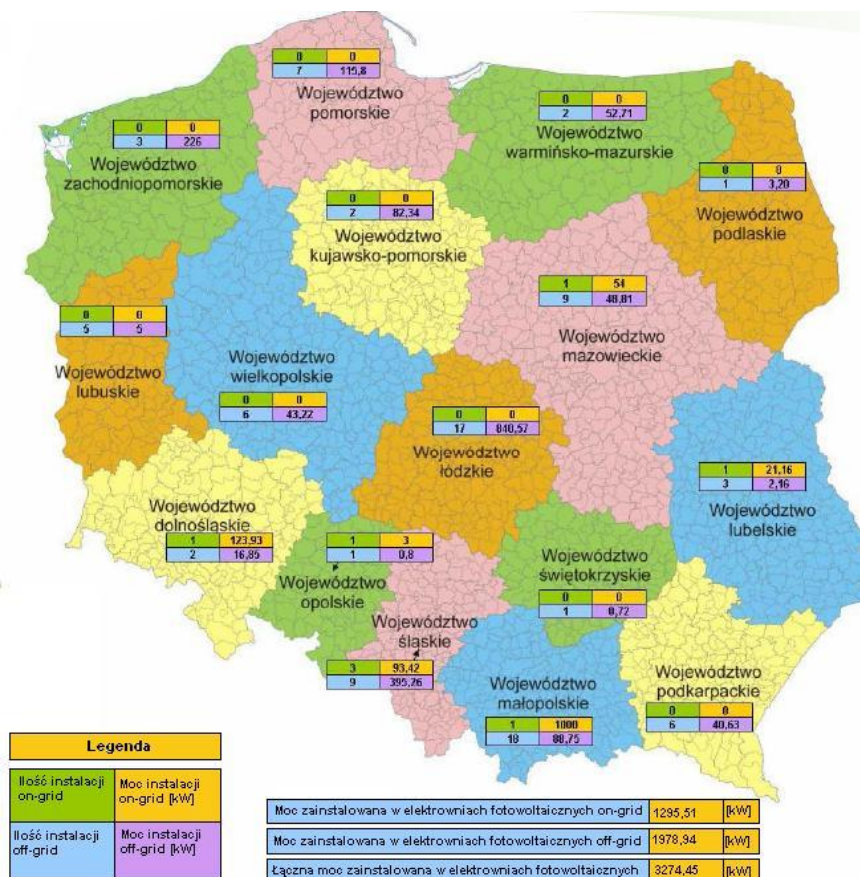 0 0
7 115,8
Województwo
pomorskie
0 0
2 52,71
Województwo
warmińsko-mazurskie
0 0
3 226
Województwo
zachodniopomorskie
0 0
1 3,20
Województwo
podlaskie
0 0
2 82,34
Województwo
kujawsko-pomorskie
1 54
9 48,81
Województwo
mazowieckie
0 0
5 5
Województwo
lubuskie
Województwo
wielkopolskie
0 0
6 43,22
0 0
17 840,57
Województwo
łódzkie
1 21,16
3 2,16
Województwo
lubelskie
Województwo
dolnośląskie
1 123,93
2 16,85
1 3
1 0,8
Województwo
opolskie
Województwo
świętokrzyskie
0 0
1 0,72
Województwo
śląskie
3 93,42
9 395,26
Województwo
małopolskie
1 1000
18 88,75
Województwo
podkarpackie
0 0
6 40,63
Legenda
Ilość instalacji
on-grid
Moc instalacji
on-grid [kW]
Ilość instalacji
off-grid
Moc instalacji
off-grid [kW]
Moc zainstalowana w elektrowniach fotowoltaicznych on-grid 1295,51 [kW]
Moc zainstalowana w elektrowniach fotowoltaicznych off-grid 1978,94 [kW]
Łączna moc zainstalowana w elektrowniach fotowoltaicznych 3274,45 [kW]